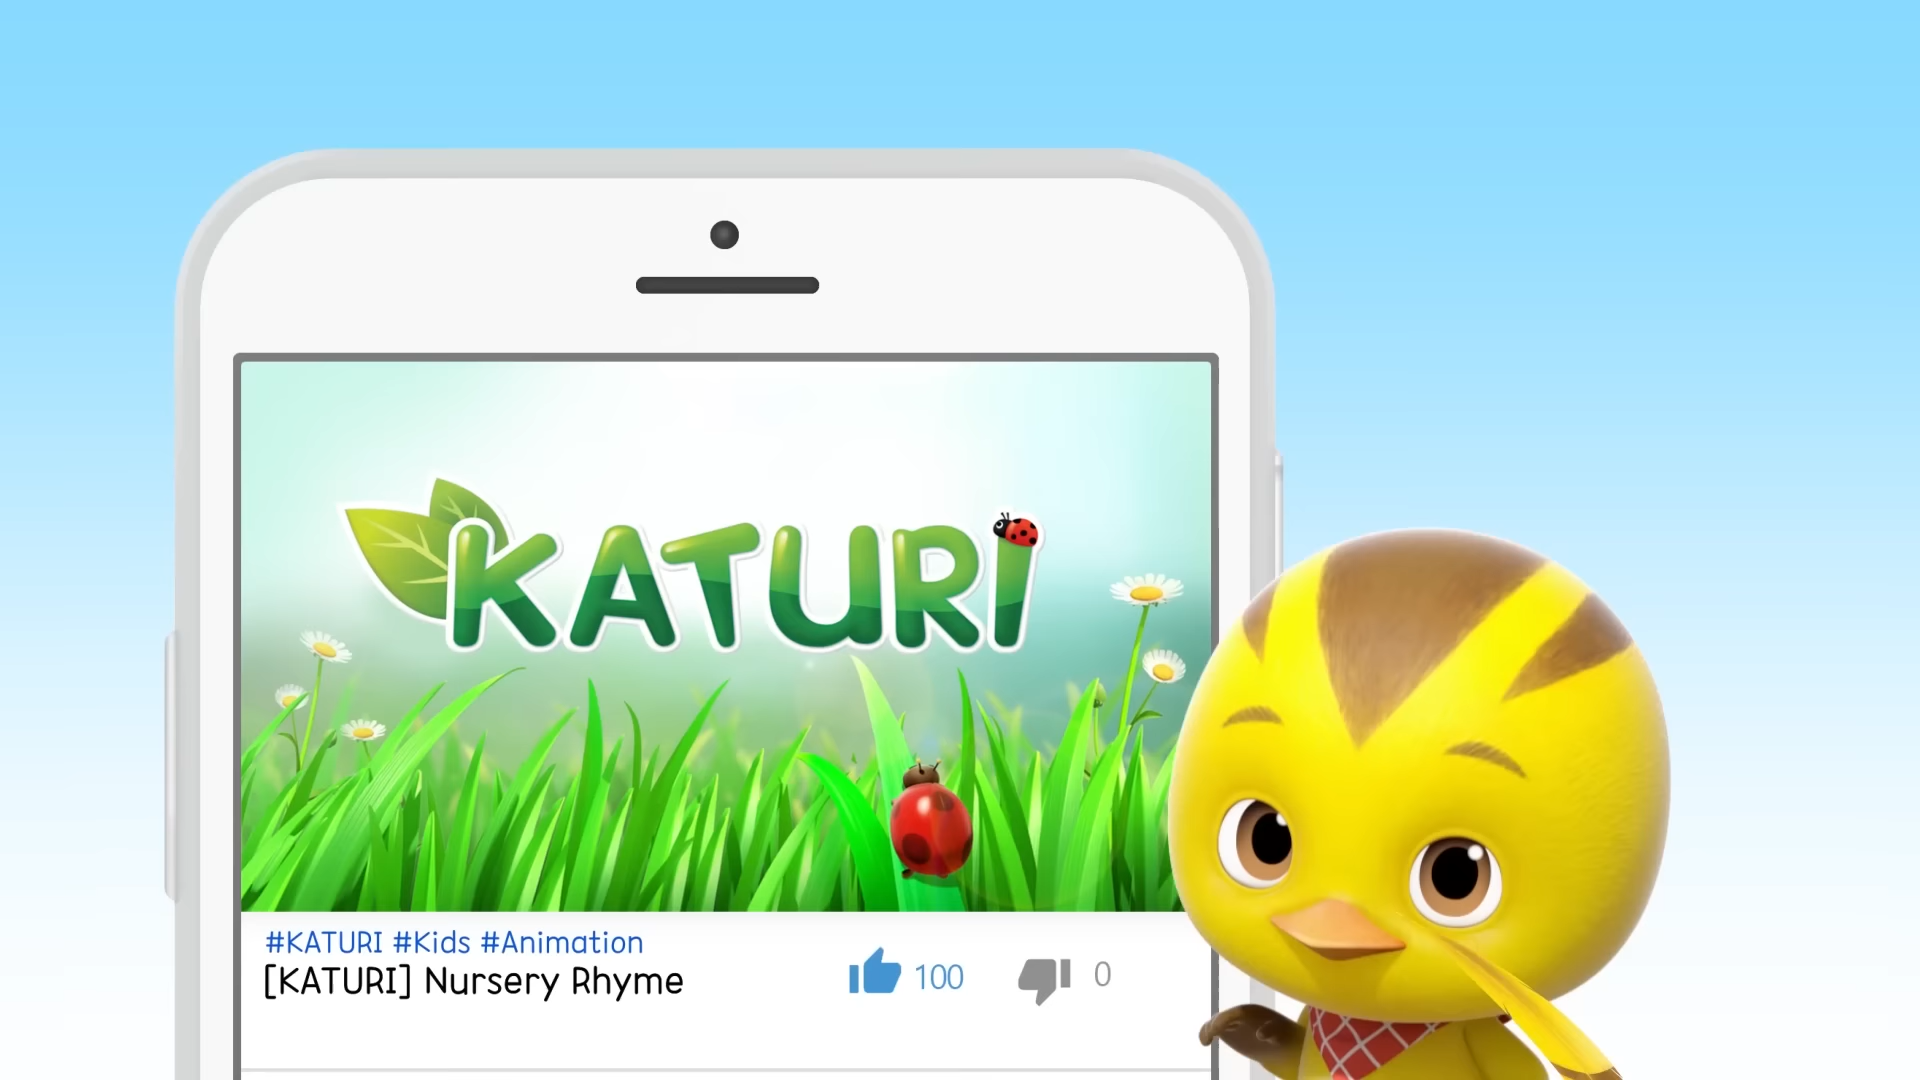 KATURI
#KATURI #Kids #Animation
[KATURI] Nursery Rhyme
100
0